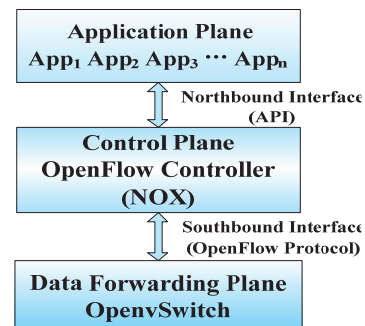 Application Plane
App1 App2 App3 ··· Appn
Northbound Interface
(API)
Control Plane
OpenFlow Controller
(NOX)
Southbound Interface
(OpenFlow Protocol)
Data Forwarding Plane
OpenvSwitch